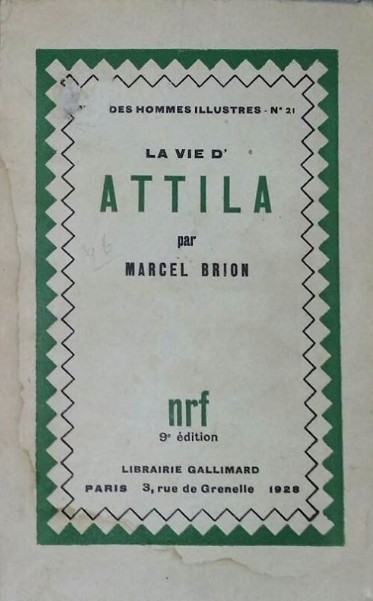 DES HOMMES ILLUSTRES - N° 21
LA VIE D'
ATTILA
par
MARCEL BRION
nrf
9e édition
LIBRAIRIE GALLIMARD
PARIS 3, rue de Grenelle 1928